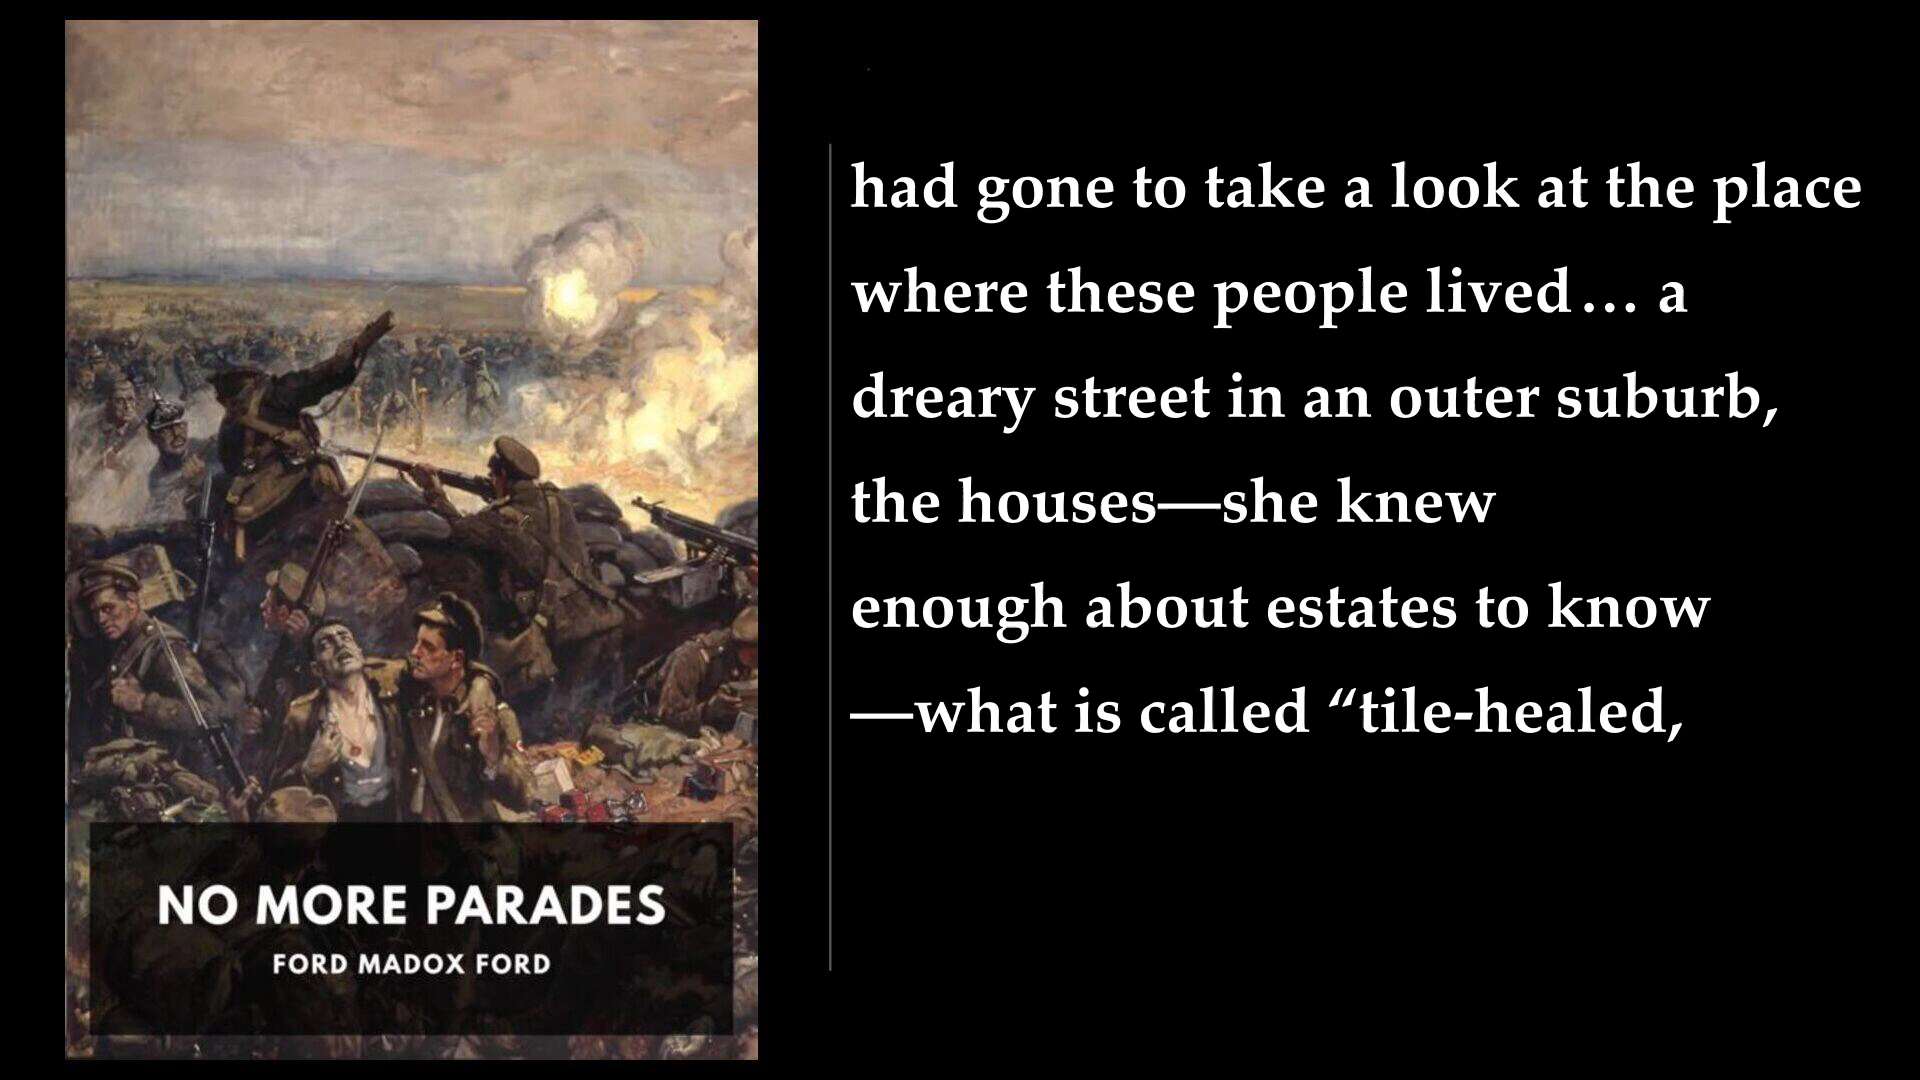 NO MORE PARADES
FORD MADOX FORD
had gone to take a look at the place
where these people lived… a
dreary street in an outer suburb,
the houses—she knew
enough about estates to know
—what is called “tile-healed,